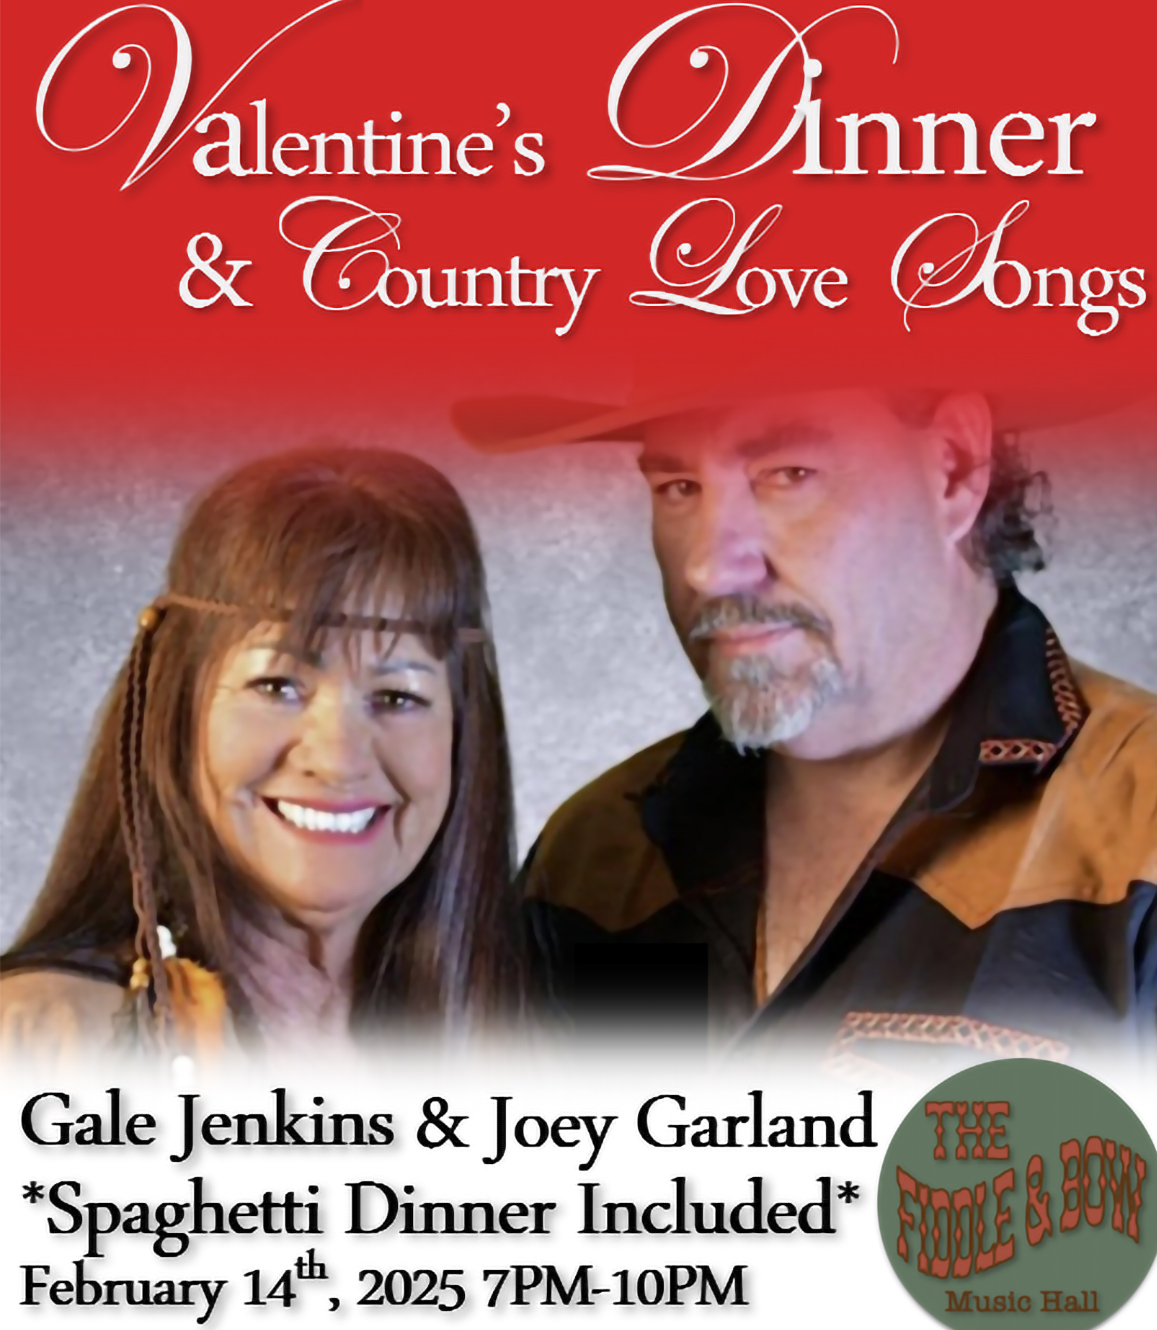 Valentine's Dinner
& Country Love Songs
Gale Jenkins & Joey Garland
*Spaghetti Dinner Included*
February 14th, 2025 7PM-10PM
THE
FIDDLE & BOW
Music Hall